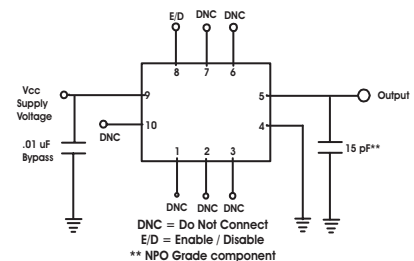 E/D DNC DNC
8 7 6
Vcc
Supply
Voltage
9
5
Output
10
DNC
4
.01 uF
Bypass
15 pF**
1 2 3
DNC DNC DNC
DNC = Do Not Connect
E/D = Enable / Disable
** NPO Grade component